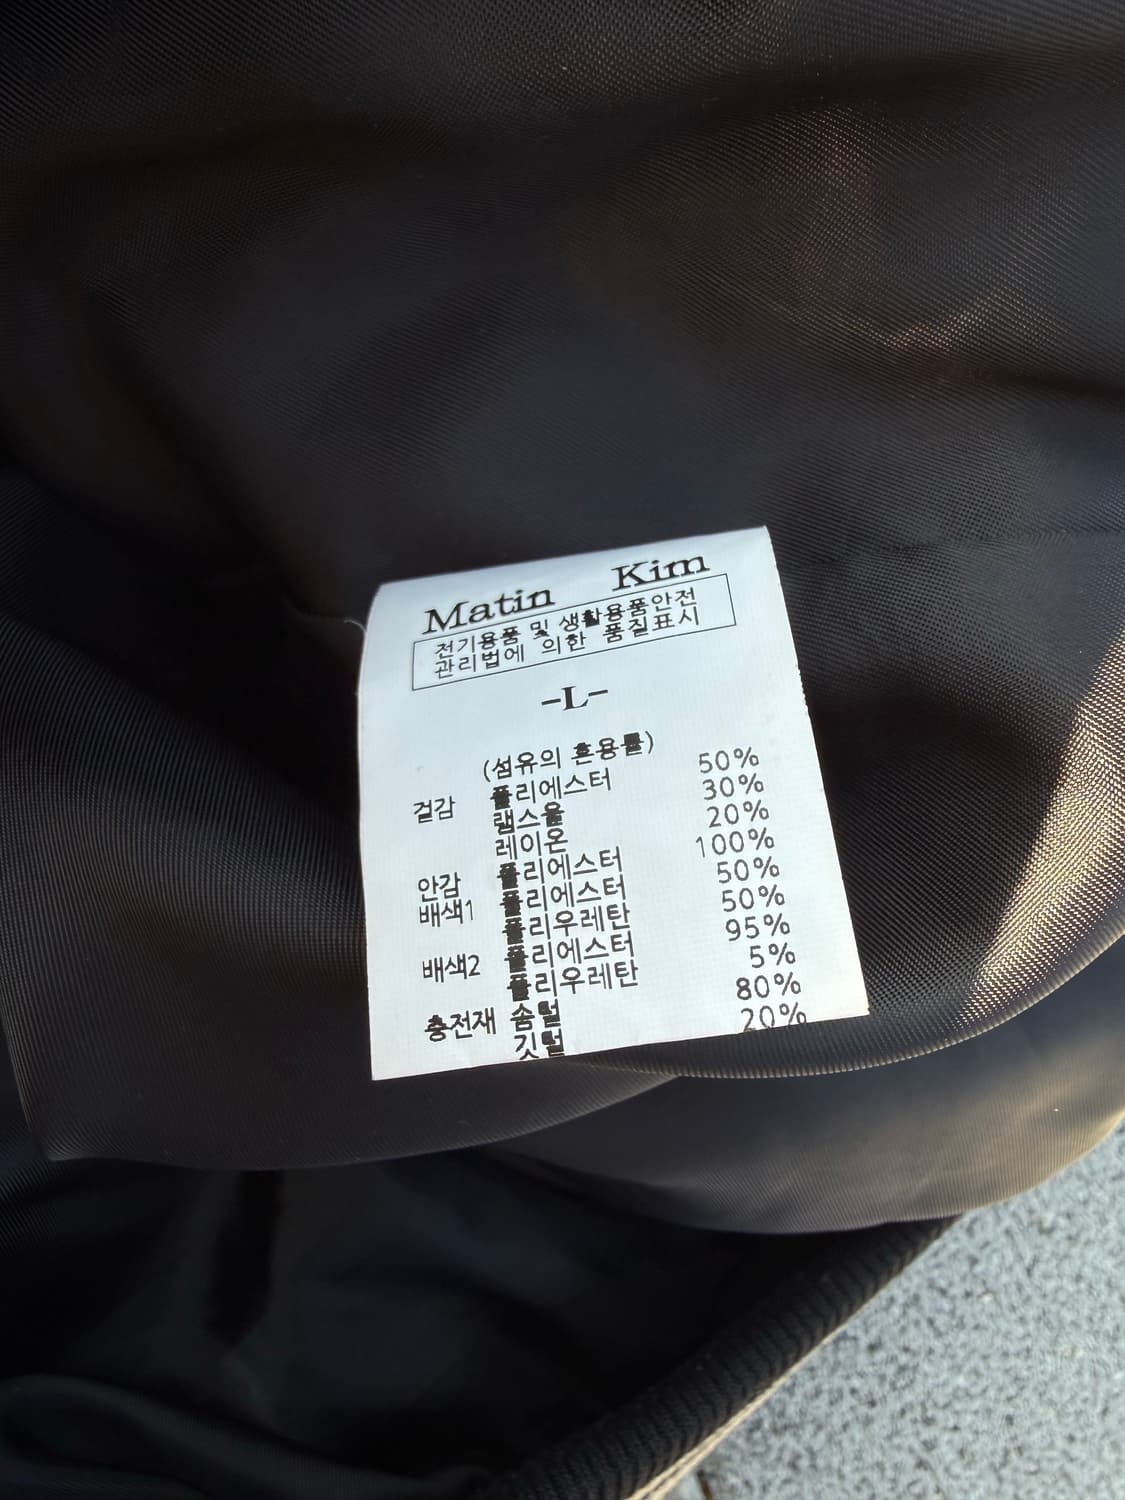 Matin Kim
전기용품 및 생활용품안전
관리법에 의한 품질표시
-L-
(섬유의 혼용률)
겉감 폴리에스터 50%
램스울 30%
레이온 20%
안감 폴리에스터 100%
배색1 폴리에스터 50%
폴리우레탄 50%
배색2 폴리에스터 95%
폴리우레탄 5%
충전재 솜털 80%
깃털 20%